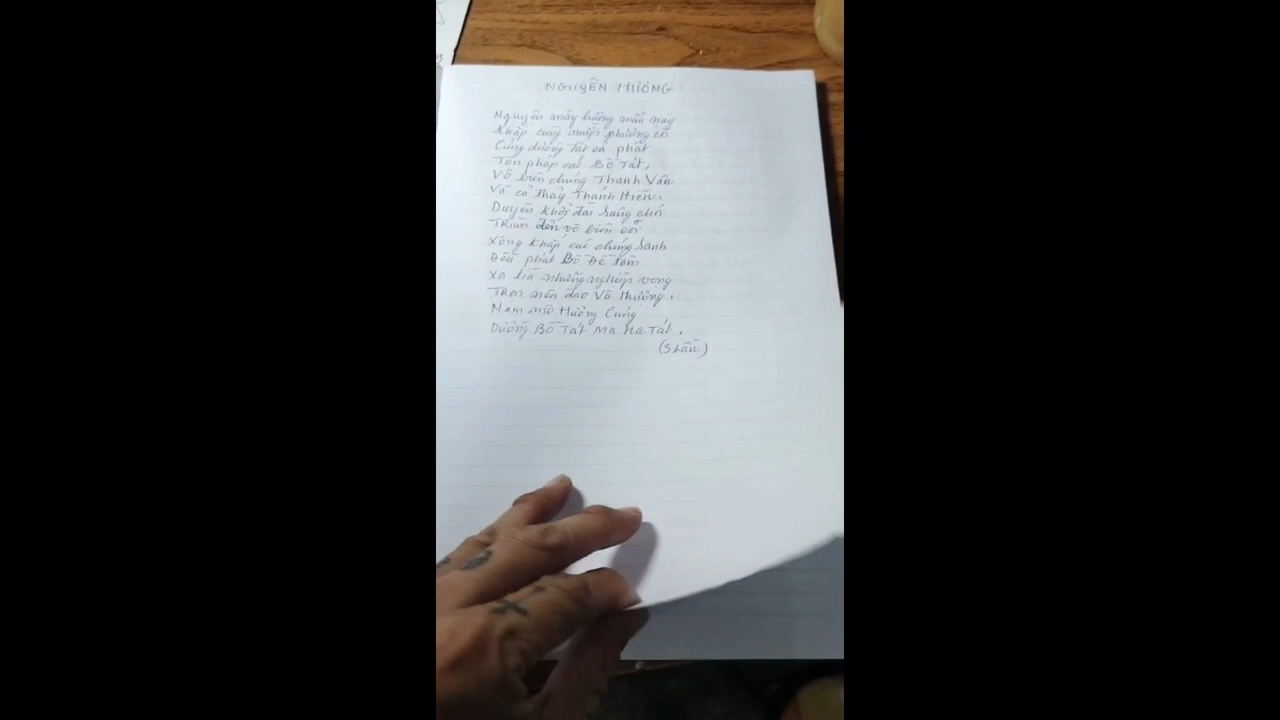 NGUYÊN HƯƠNG
Nguyên mây hương mầu này
Khắp cùng mười phương cõi
Cúng dường tất cả phật
Tôn pháp các Bồ Tát,
Vô biên chúng Thanh Văn
Và cả thảy Thánh Hiền.
Duyên khởi đài sáng chói
Trùm đến vô biên cõi
Xông khắp các chúng Sanh
Đều phát Bồ Đề tâm
Xa lìa những nghiệp vọng
Trọn nên đạo Vô thượng.
Nam mô Hương Cúng
Dường Bồ Tát Ma Ha Tát.
(3 Lần)